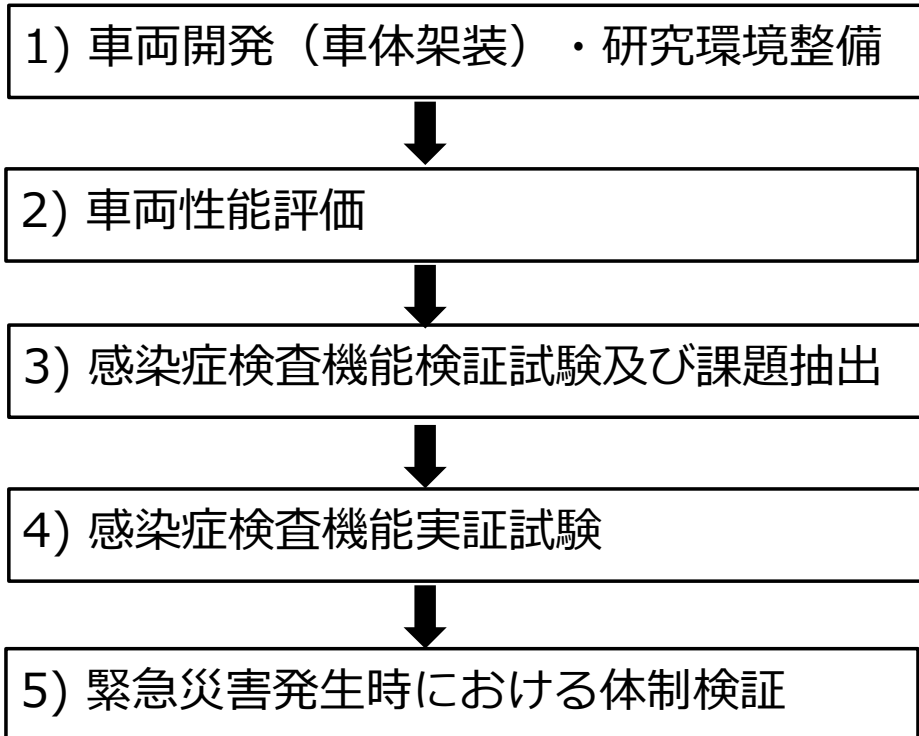 1) 車両開発（車体架装）・研究環境整備
2) 車両性能評価
3) 感染症検査機能検証試験及び課題抽出
4) 感染症検査機能実証試験
5) 緊急災害発生時における体制検証